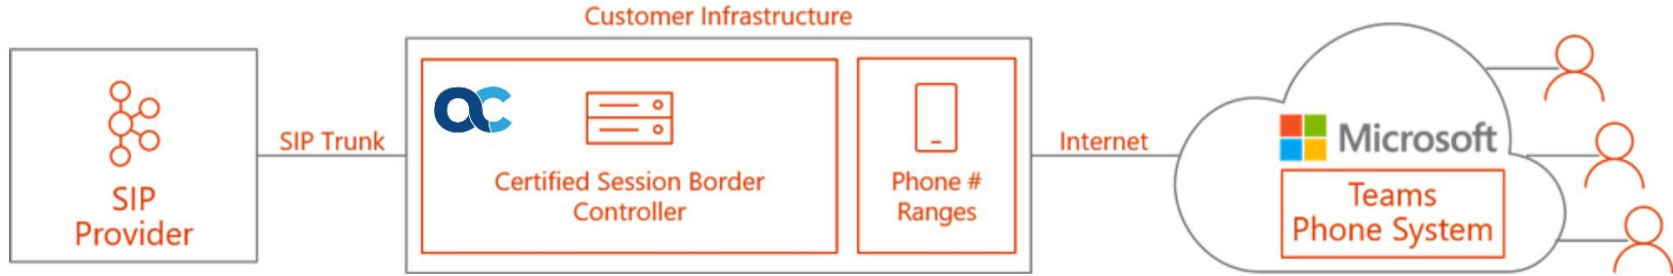 Customer Infrastructure
SIP
Provider
SIP Trunk
Certified Session Border
Controller
Phone #
Ranges
Internet
Microsoft
Teams
Phone System